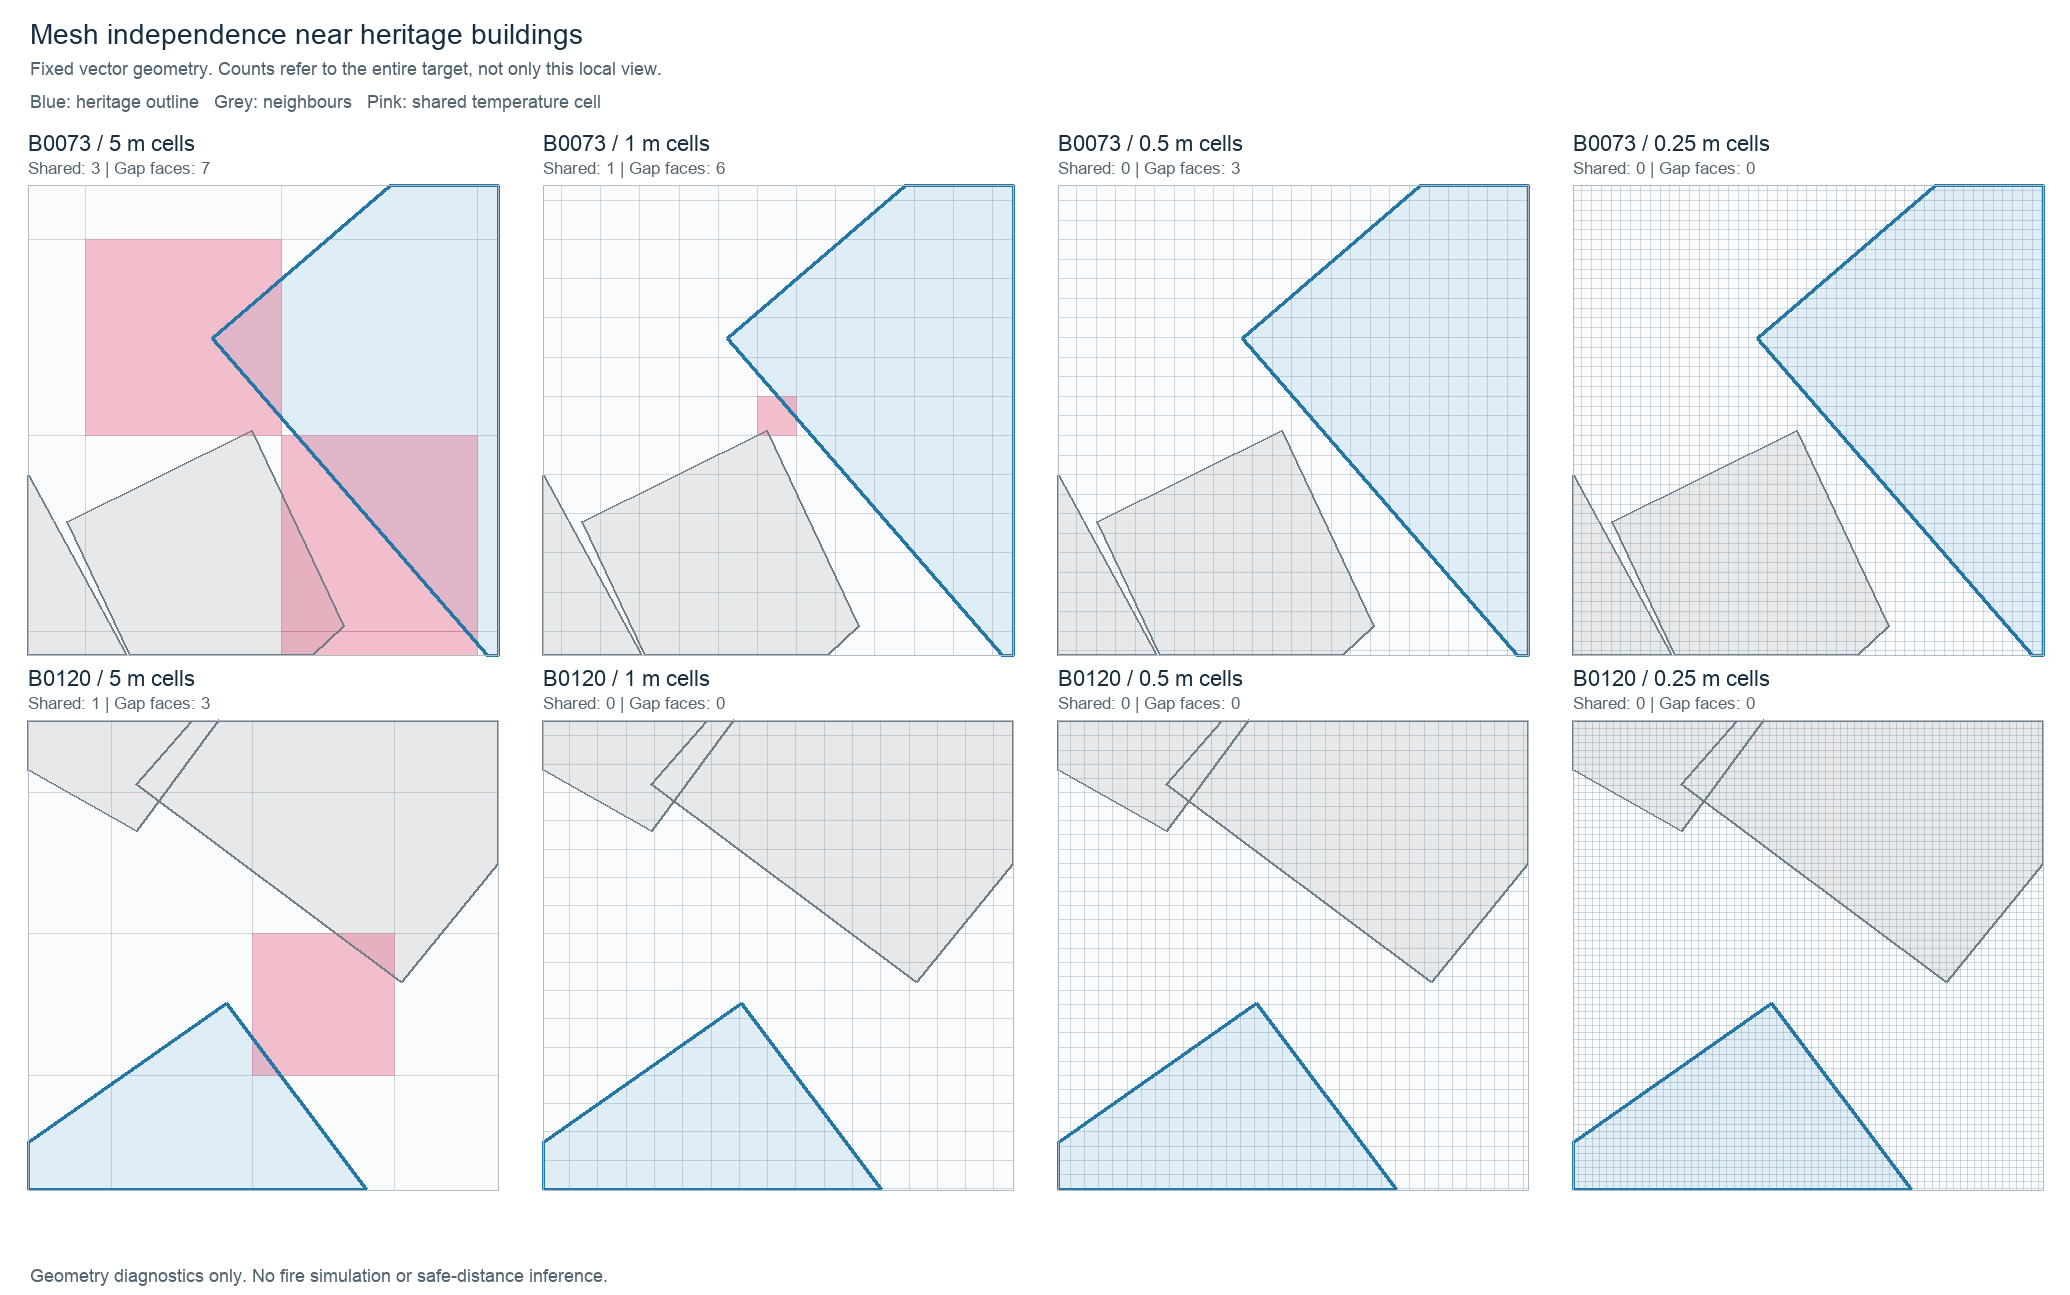 Mesh independence near heritage buildings
Fixed vector geometry. Counts refer to the entire target, not only this local view.
Blue: heritage outline   Grey: neighbours   Pink: shared temperature cell
B0073 / 5 m cells
Shared: 3 | Gap faces: 7
B0073 / 1 m cells
Shared: 1 | Gap faces: 6
B0073 / 0.5 m cells
Shared: 0 | Gap faces: 3
B0073 / 0.25 m cells
Shared: 0 | Gap faces: 0
B0120 / 5 m cells
Shared: 1 | Gap faces: 3
B0120 / 1 m cells
Shared: 0 | Gap faces: 0
B0120 / 0.5 m cells
Shared: 0 | Gap faces: 0
B0120 / 0.25 m cells
Shared: 0 | Gap faces: 0
Geometry diagnostics only. No fire simulation or safe-distance inference.